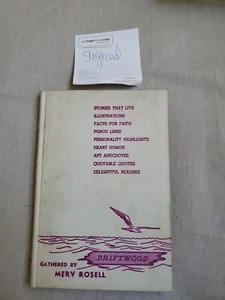 Signed
STORIES THAT LIVE
ILLUSTRATIONS
FACTS FOR FAITH
PUNCH LINES
PERSONALITY HIGHLIGHTS
HEART HUMOR
APT ANECDOTES
QUOTABLE QUOTES
DELIGHTFUL READING
DRIFTWOOD
GATHERED BY
MERV ROSELL